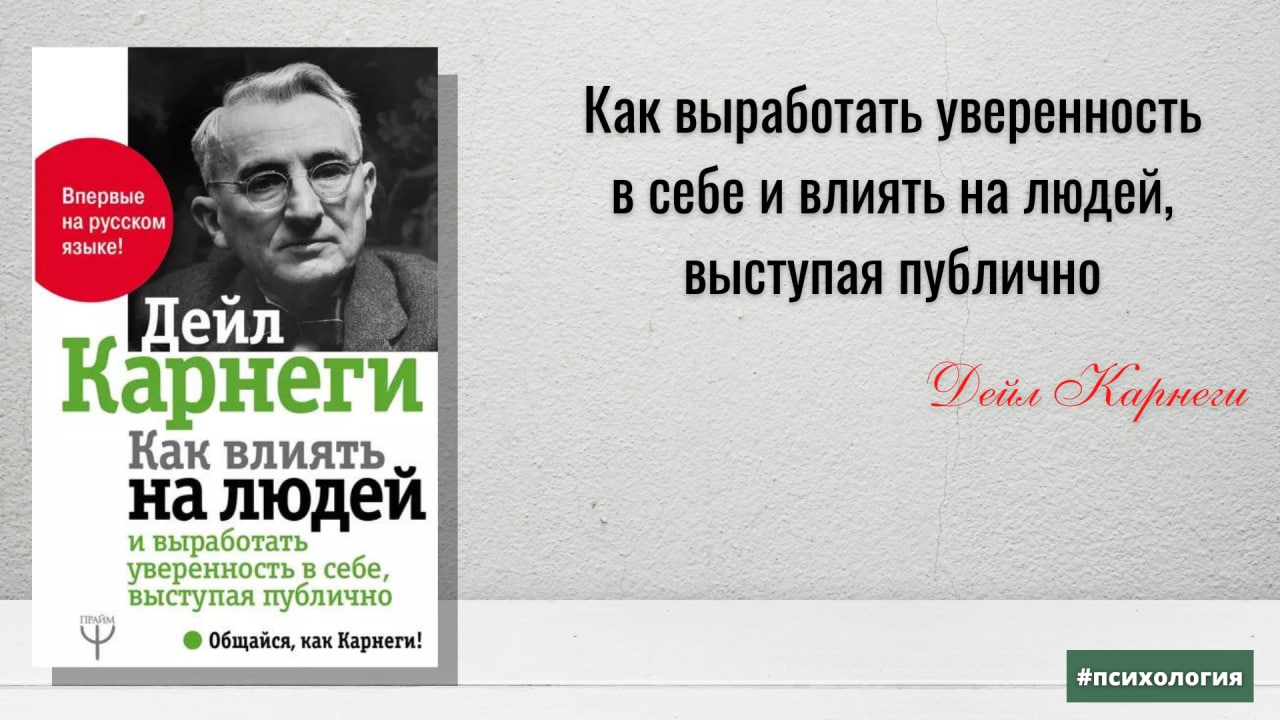 Впервые
на русском
языке!
Дейл
Карнеги
Как влиять
на людей
и выработать
уверенность в себе,
выступая публично
ПРАЙМ
Общайся, как Карнеги!
Как выработать уверенность
в себе и влиять на людей,
выступая публично
Дейл Карнеги
#психология